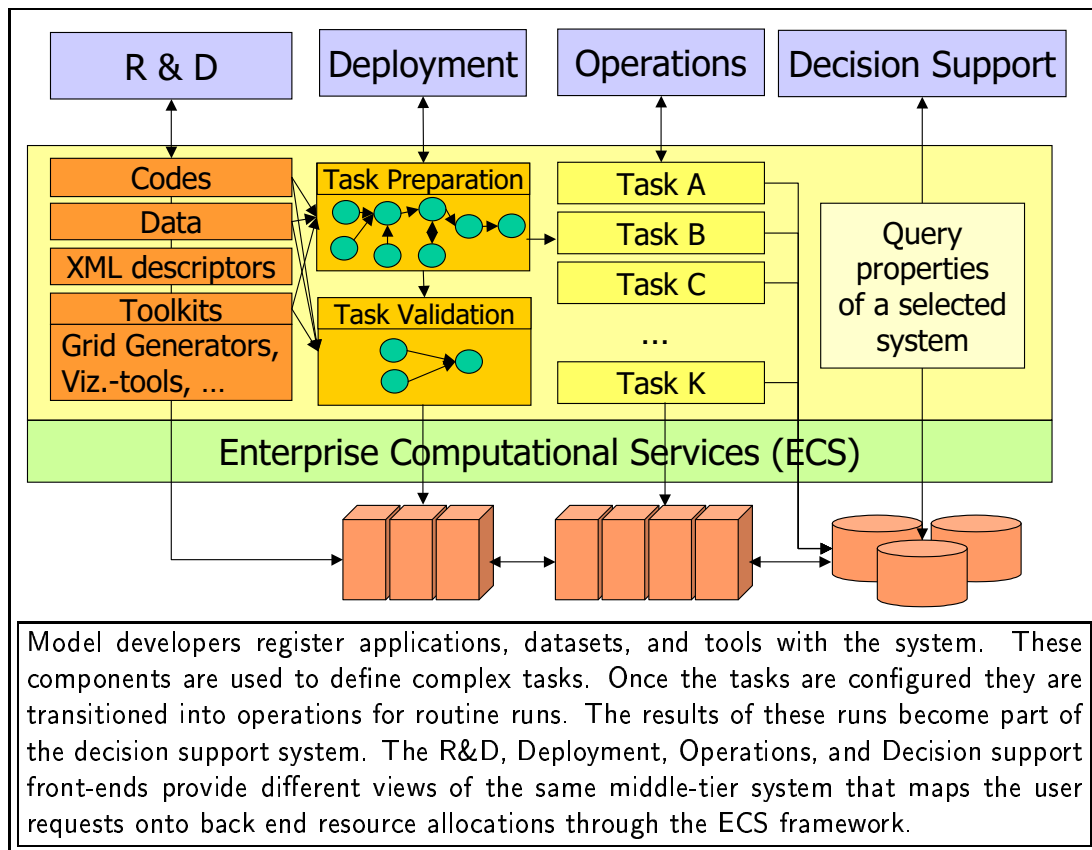 R & D
Deployment
Operations
Decision Support
Codes
Data
XML descriptors
Toolkits
Grid Generators,
Viz.-tools, ...
Task Preparation
Task Validation
Task A
Task B
Task C
...
Task K
Query
properties
of a selected
system
Enterprise Computational Services (ECS)
Model developers register applications, datasets, and tools with the system. These
components are used to define complex tasks. Once the tasks are configured they are
transitioned into operations for routine runs. The results of these runs become part of
the decision support system. The R&D, Deployment, Operations, and Decision support
front-ends provide different views of the same middle-tier system that maps the user
requests onto back end resource allocations through the ECS framework.